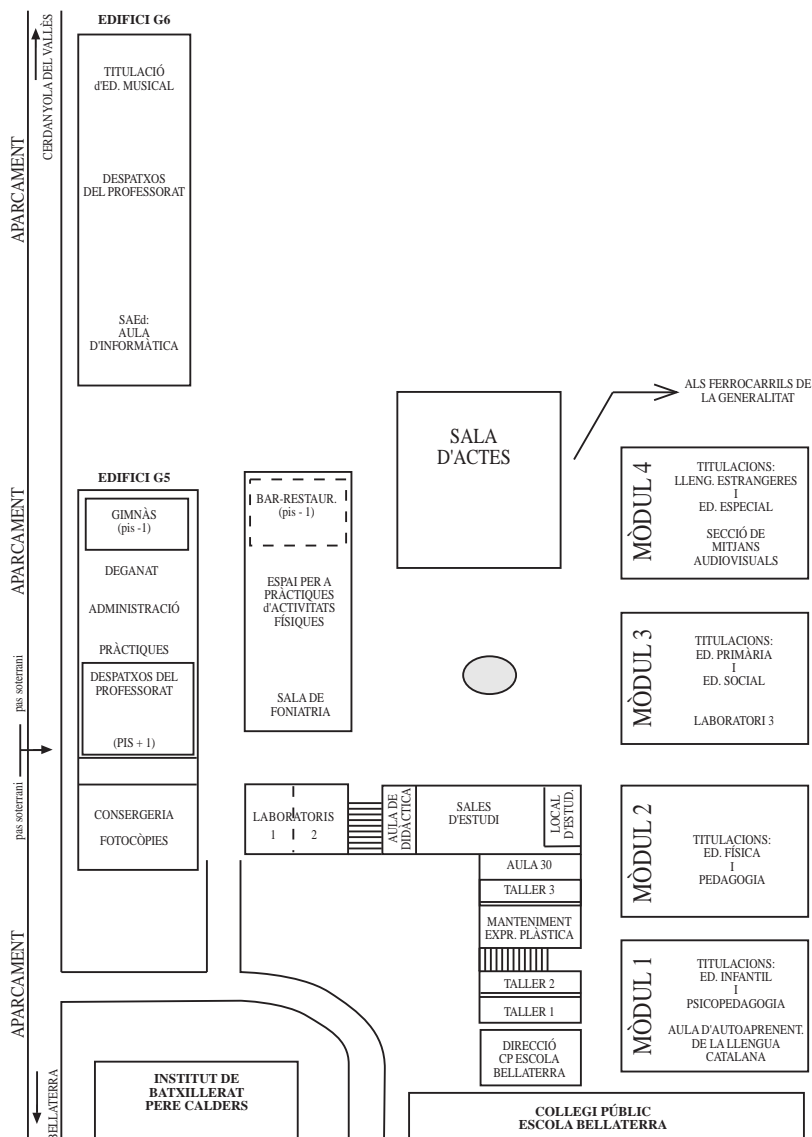 EDIFICI G6
TITULACIÓ
d'ED. MUSICAL
DESPATXOS
DEL PROFESSORAT
SAEd:
AULA
D'INFORMÀTICA
CERDANYOLA DEL VALLÈS
APARCAMENT
APARCAMENT
pas soterrani
pas soterrani
APARCAMENT
BELLATERRA
EDIFICI G5
GIMNÀS
(pis -1)
DEGANAT
ADMINISTRACIÓ
PRÀCTIQUES
DESPATXOS DEL
PROFESSORAT
(PIS + 1)
CONSERGERIA
FOTOCÒPIES
BAR-RESTAUR.
(pis - 1)
ESPAI PER A
PRÀCTIQUES
d'ACTIVITATS
FÍSIQUES
SALA DE
FONIATRIA
LABORATORIS
1 2
AULA DE
DIDÀCTICA
SALES
D'ESTUDI
LOCAL
D'ESTUD.
AULA 30
TALLER 3
MANTENIMENT
EXPR. PLÀSTICA
TALLER 2
TALLER 1
DIRECCIÓ
CP ESCOLA
BELLATERRA
SALA
D'ACTES
ALS FERROCARRILS DE
LA GENERALITAT
MÒDUL 4
TITULACIONS:
LLENG. ESTRANGERES
I
ED. ESPECIAL
SECCIÓ DE
MITJANS
AUDIOVISUALS
MÒDUL 3
TITULACIONS:
ED. PRIMÀRIA
I
ED. SOCIAL
LABORATORI 3
MÒDUL 2
TITULACIONS:
ED. FÍSICA
I
PEDAGOGIA
MÒDUL 1
TITULACIONS:
ED. INFANTIL
I
PSICOPEDAGOGIA
AULA D'AUTOAPRENENT.
DE LA LLENGUA
CATALANA
INSTITUT DE
BATXILLERAT
PERE CALDERS
COLLEGI PÚBLIC
ESCOLA BELLATERRA